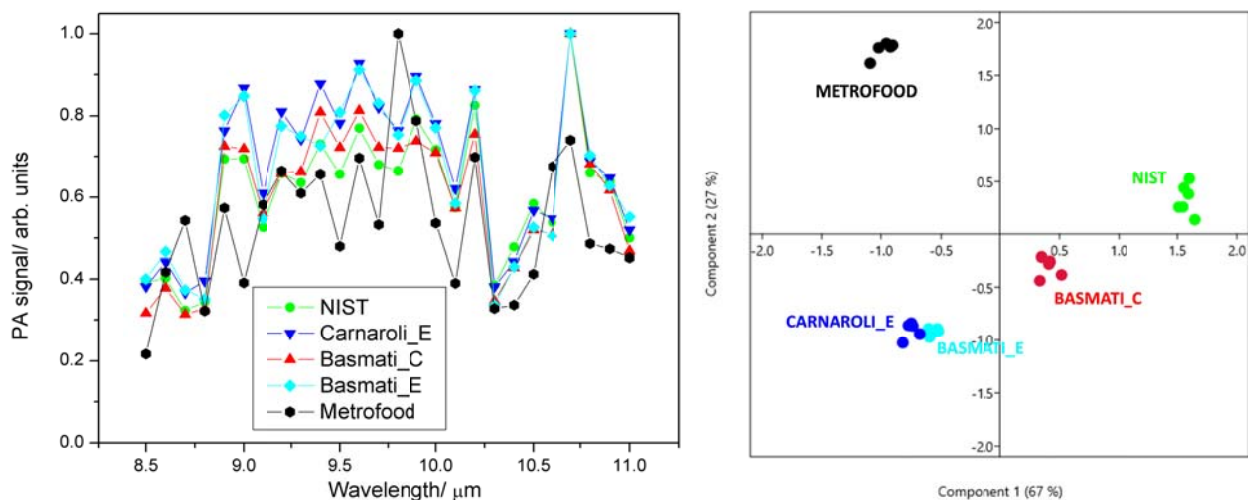 1.0
0.8
0.6
0.4
0.2
0.0
PA signal/ arb. units
NIST
Carnaroli_E
Basmati_C
Basmati_E
Metrofood
8.5
9.0
9.5
10.0
10.5
11.0
Wavelength/ μm
2.0
1.5
1.0
0.5
-0.5
-1.0
-1.5
-2.0
Component 2 (27 %)
METROFOOD
NIST
BASMATI_C
CARNAROLI_E
BASMATI_E
-2.0
-1.5
-1.0
-0.5
0.5
1.0
1.5
2.0
Component 1 (67 %)